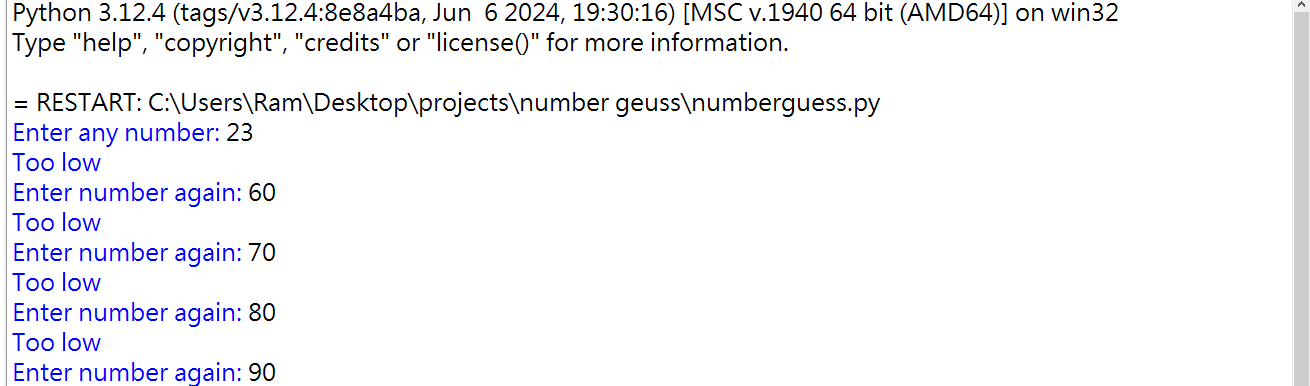 Python 3.12.4 (tags/v3.12.4:8e8a4ba, Jun  6 2024, 19:30:16) [MSC v.1940 64 bit (AMD64)] on win32
Type "help", "copyright", "credits" or "license()" for more information.
= RESTART: C:\Users\Ram\Desktop\projects\number geuss\numberguess.py
Enter any number: 23
Too low
Enter number again: 60
Too low
Enter number again: 70
Too low
Enter number again: 80
Too low
Enter number again: 90